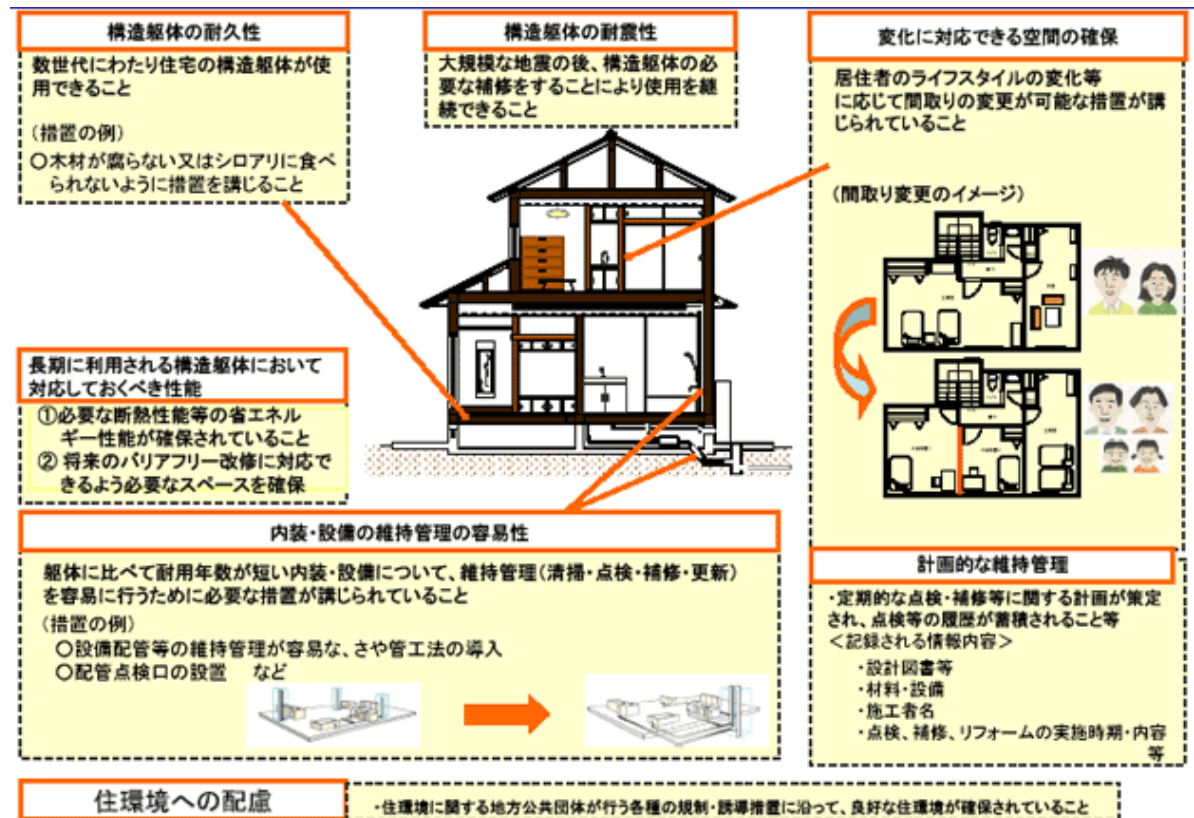 構造躯体の耐久性
数世代にわたり住宅の構造躯体が使
用できること
（措置の例）
○木材が腐らない又はシロアリに食べ
られないように措置を講じること
構造躯体の耐震性
大規模な地震の後、構造躯体の必
要な補修をすることにより使用を継
続できること
変化に対応できる空間の確保
居住者のライフスタイルの変化等
に応じて間取りの変更が可能な措置が講
じられていること
（間取り変更のイメージ）
長期に利用される構造躯体において
対応しておくべき性能
①必要な断熱性能等の省エネル
ギー性能が確保されていること
② 将来のバリアフリー改修に対応で
きるよう必要なスペースを確保
内装・設備の維持管理の容易性
躯体に比べて耐用年数が短い内装・設備について、維持管理（清掃・点検・補修・更新）
を容易に行うために必要な措置が講じられていること
（措置の例）
○設備配管等の維持管理が容易な、さや管工法の導入
○配管点検口の設置　など
計画的な維持管理
・定期的な点検・補修等に関する計画が策定
され、点検等の履歴が蓄積されること等
＜記録される情報内容＞
・設計図書等
・材料・設備
・施工者名
・点検、補修、リフォームの実施時期・内容
等
住環境への配慮
・住環境に関する地方公共団体が行う各種の規制・誘導措置に沿って、良好な住環境が確保されていること